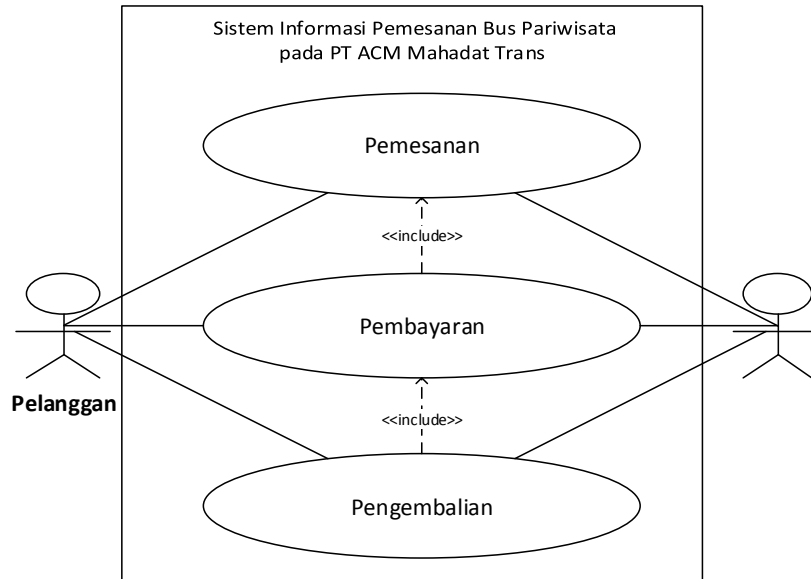 Sistem Informasi Pemesanan Bus Pariwisata
pada PT ACM Mahadat Trans
Pemesanan
<<include>>
Pembayaran
Pelanggan
<<include>>
Pengembalian